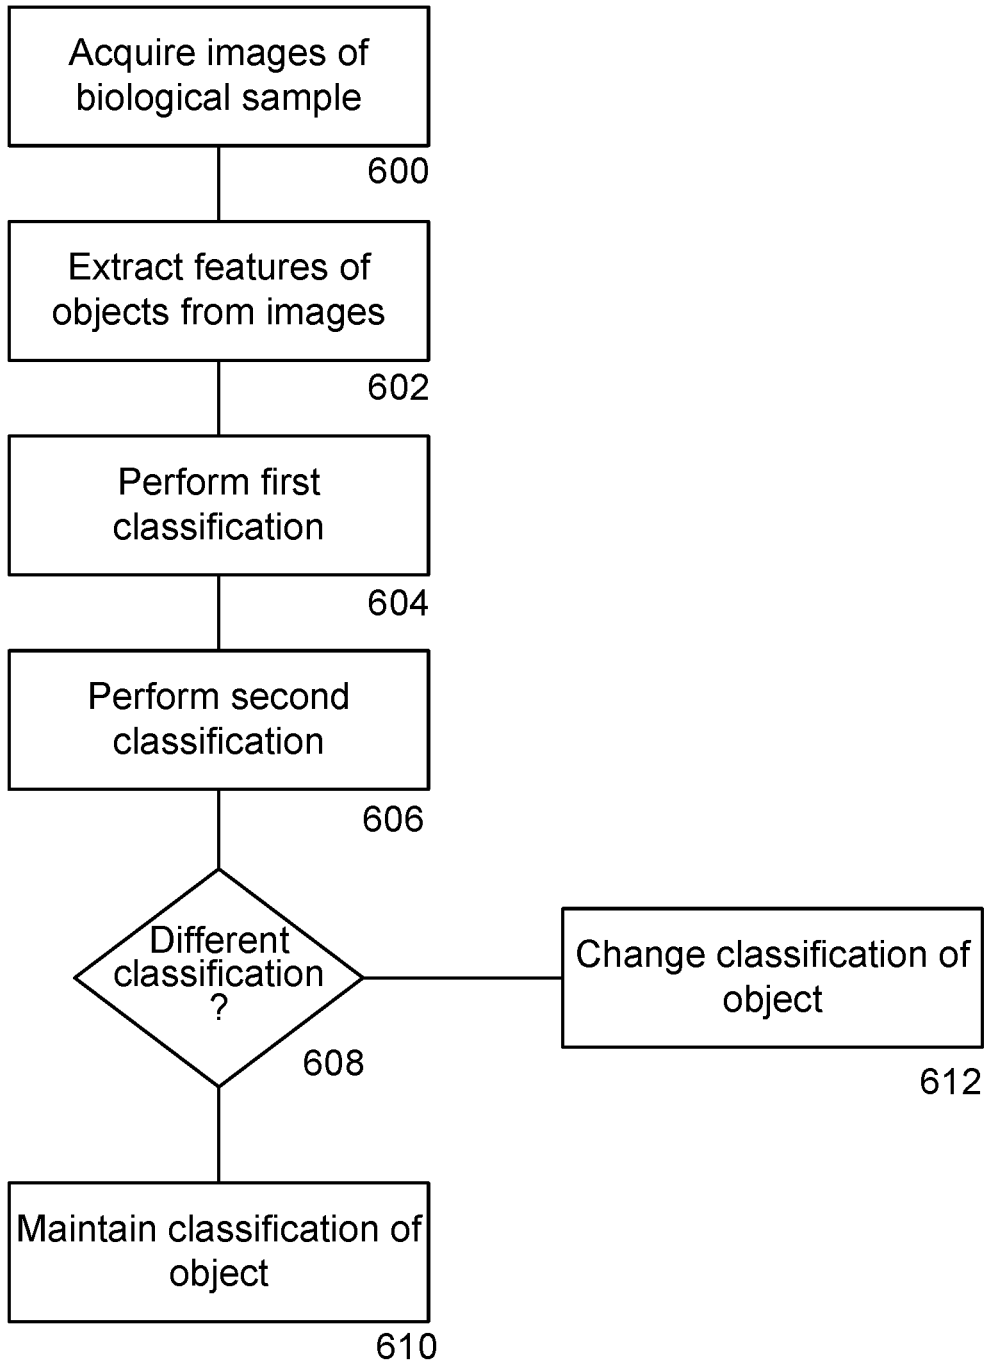 Acquire images of
biological sample
600
Extract features of
objects from images
602
Perform first
classification
604
Perform second
classification
606
Different
classification
?
608
Change classification of
object
612
Maintain classification of
object
610